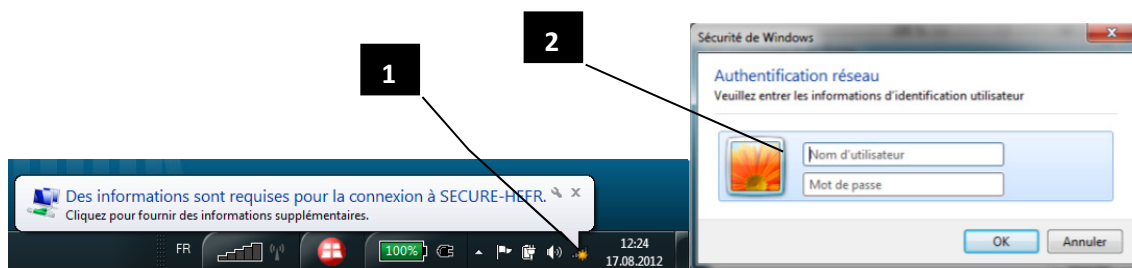 1
2
Des informations sont requises pour la connexion à SECURE-HEFR.
Cliquez pour fournir des informations supplémentaires.
FR
100%
12:24
17.08.2012
Sécurité de Windows
Authentification réseau
Veuillez entrer les informations d'identification utilisateur
Nom d'utilisateur
Mot de passe
OK
Annuler